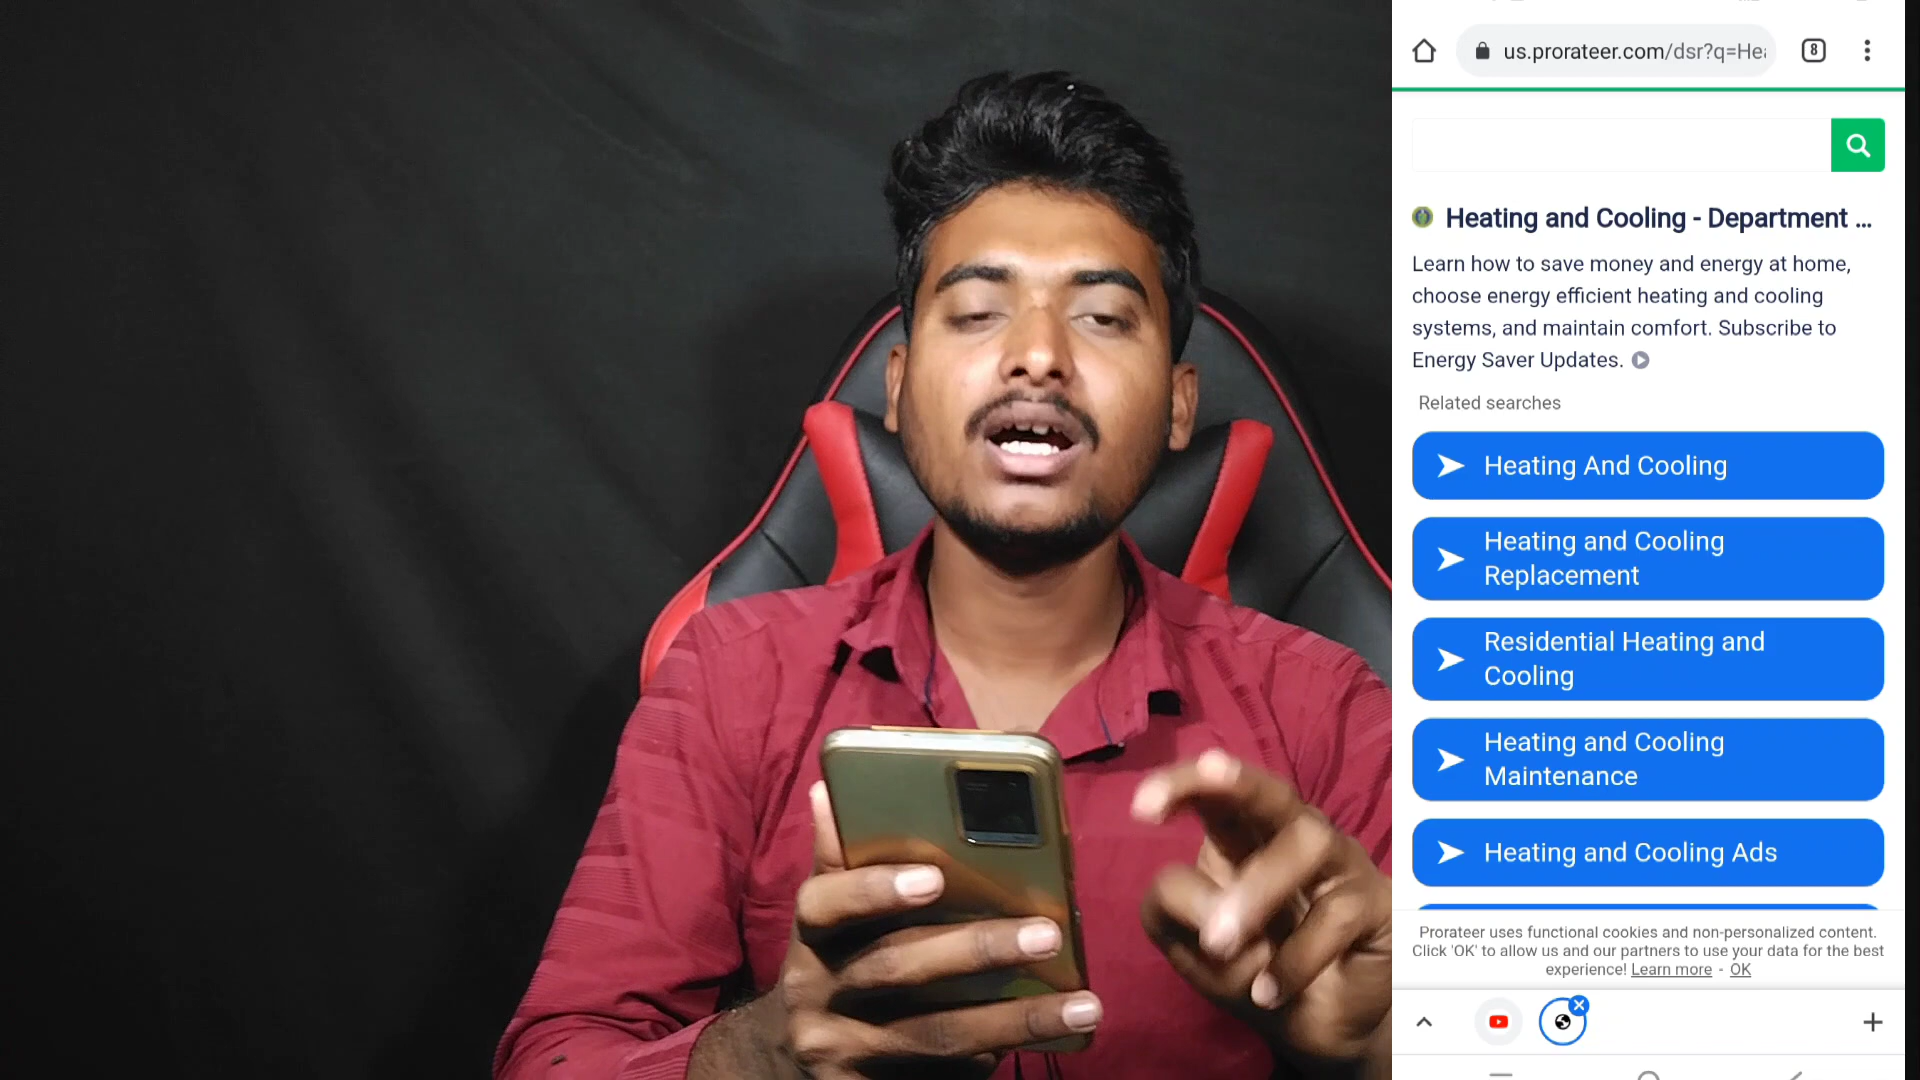 us.prorateer.com/dsr?q=Hea
8
Heating and Cooling - Department ...
Learn how to save money and energy at home,
choose energy efficient heating and cooling
systems, and maintain comfort. Subscribe to
Energy Saver Updates.
Related searches
Heating And Cooling
Heating and Cooling
Replacement
Residential Heating and
Cooling
Heating and Cooling
Maintenance
Heating and Cooling Ads
Prorateer uses functional cookies and non-personalized content.
Click 'OK' to allow us and our partners to use your data for the best
experience! Learn more - OK